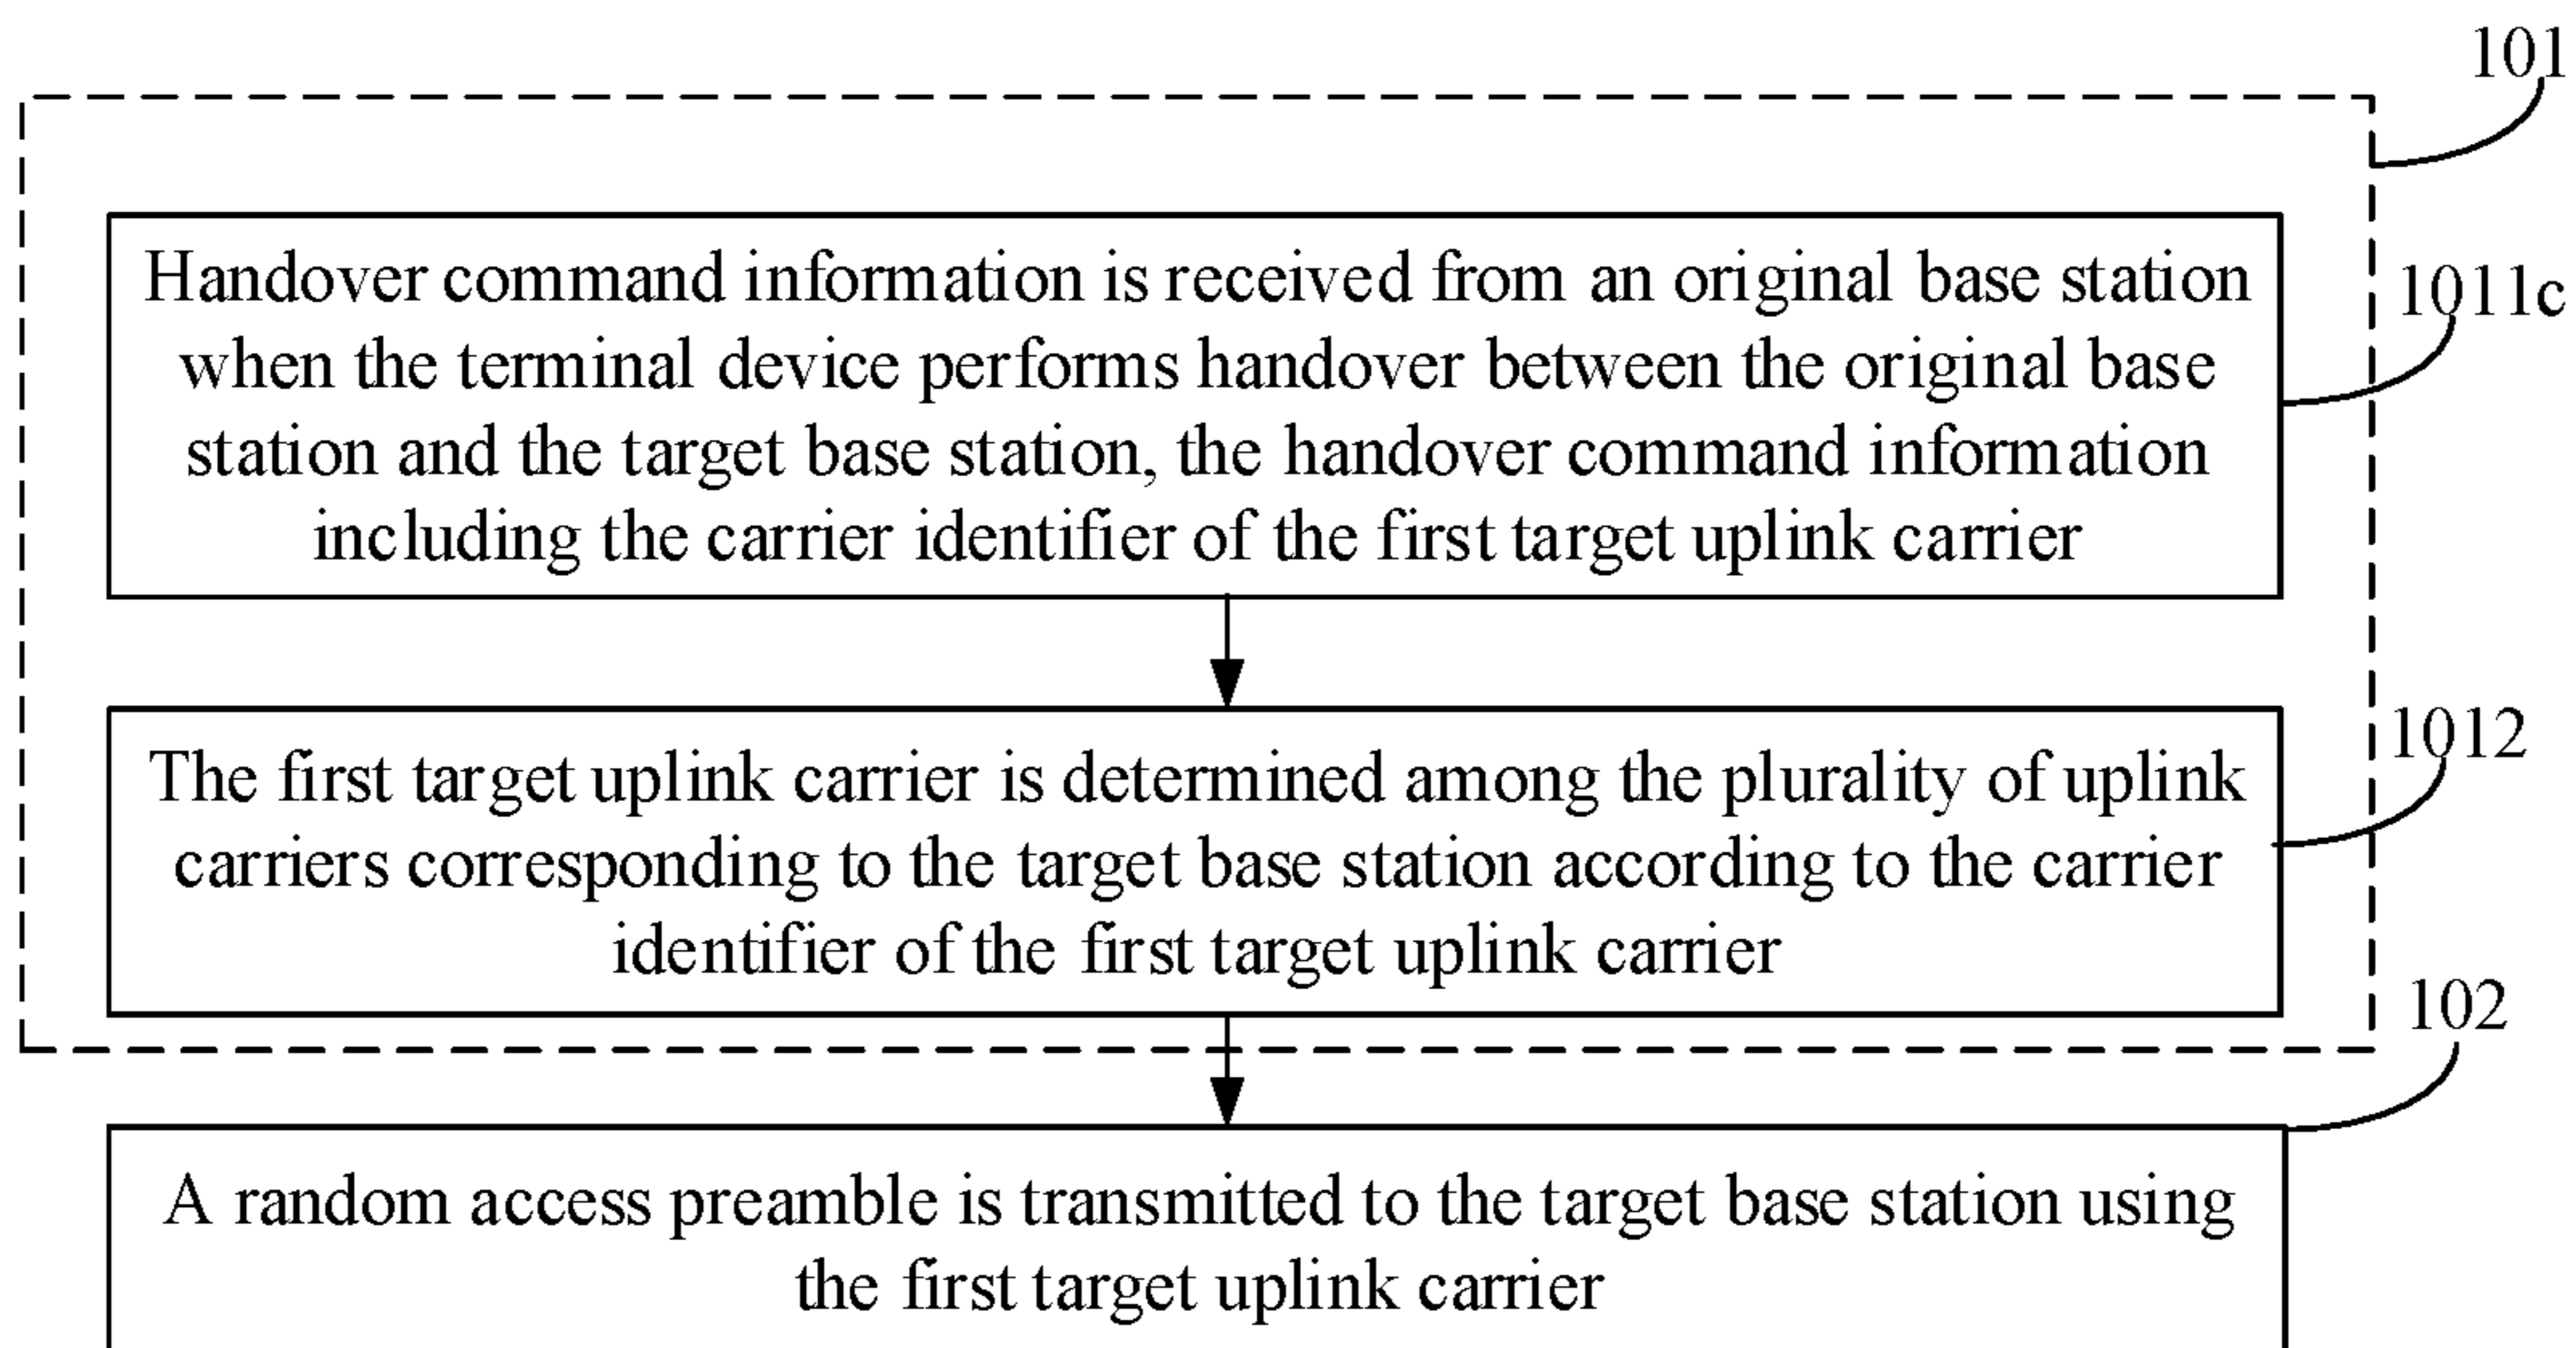 101
Handover command information is received from an original base station
1011c
when the terminal device performs handover between the original base
station and the target base station, the handover command information
including the carrier identifier of the first target uplink carrier
1012
The first target uplink carrier is determined among the plurality of uplink
carriers corresponding to the target base station according to the carrier
identifier of the first target uplink carrier
102
A random access preamble is transmitted to the target base station using
the first target uplink carrier